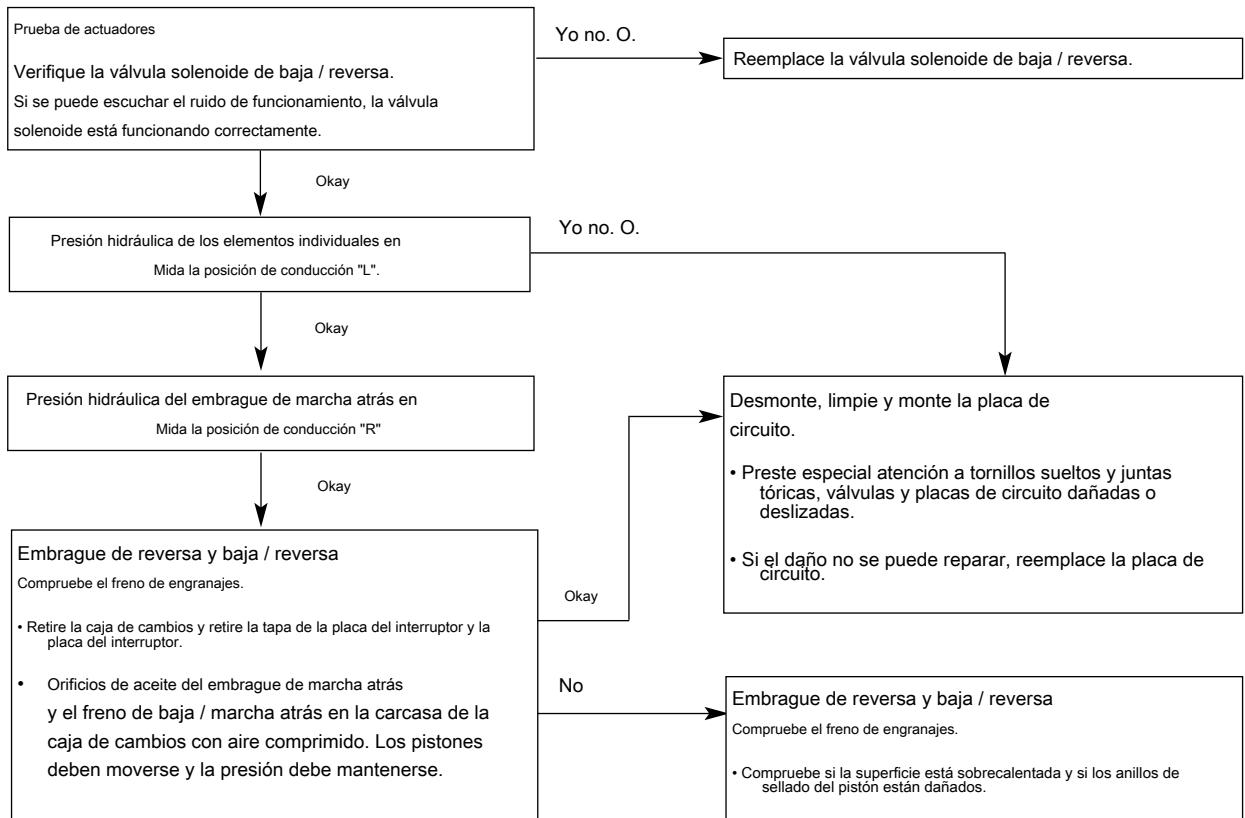 Prueba de actuadores
Verifique la válvula solenoide de baja / reversa.
Si se puede escuchar el ruido de funcionamiento, la válvula
solenoide está funcionando correctamente.
Yo no. O.
Reemplace la válvula solenoide de baja / reversa.
Okay
Presión hidráulica de los elementos individuales en
Mida la posición de conducción "L".
Yo no. O.
Okay
Presión hidráulica del embrague de marcha atrás en
Mida la posición de conducción "R"
Okay
Desmonte, limpie y monte la placa de
circuito.
• Preste especial atención a tornillos sueltos y juntas
tóricas, válvulas y placas de circuito dañadas o
deslizadas.
• Si el daño no se puede reparar, reemplace la placa de
circuito.
Embrague de reversa y baja / reversa
Compruebe el freno de engranajes.
• Retire la caja de cambios y retire la tapa de la placa del interruptor y la
placa del interruptor.
• Orificios de aceite del embrague de marcha atrás
y el freno de baja / marcha atrás en la carcasa de la
caja de cambios con aire comprimido. Los pistones
deben moverse y la presión debe mantenerse.
Okay
No
Embrague de reversa y baja / reversa
Compruebe el freno de engranajes.
• Compruebe si la superficie está sobrecalentada y si los anillos de
sellado del pistón están dañados.